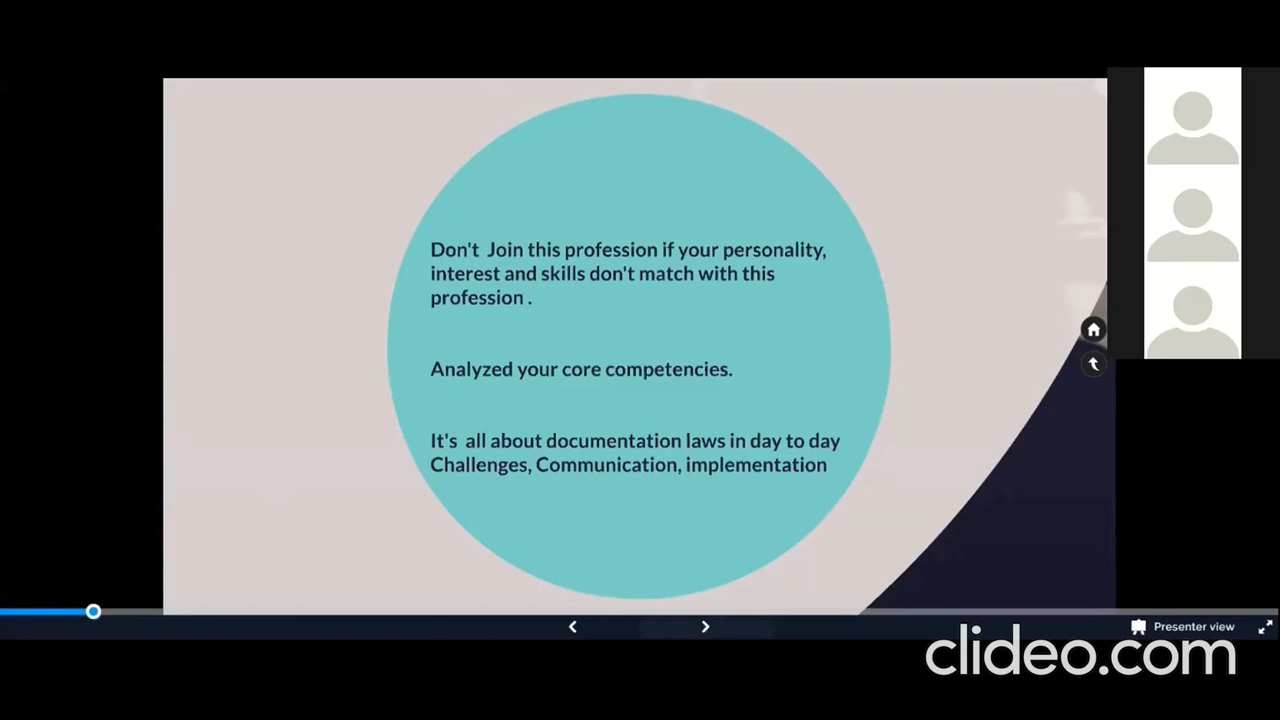 Don't Join this profession if your personality,
interest and skills don't match with this
profession .
Analyzed your core competencies.
It's all about documentation laws in day to day
Challenges, Communication, implementation
Presenter view
clideo.com